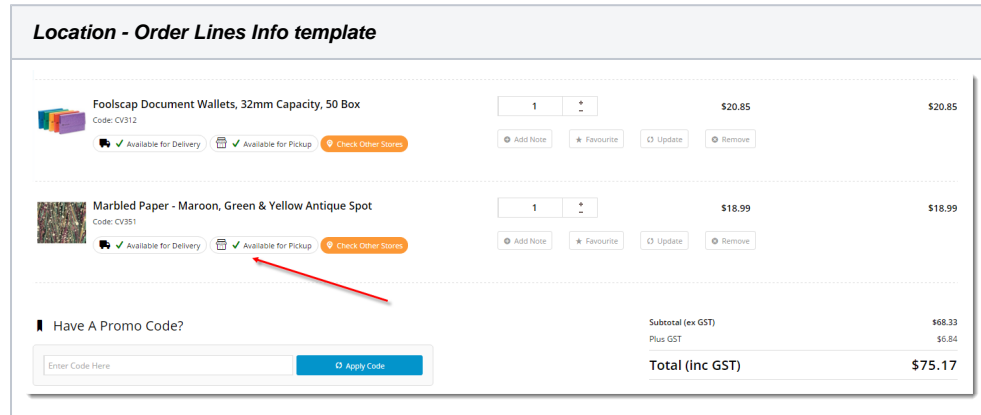 Location - Order Lines Info template
Foolscap Document Wallets, 32mm Capacity, 50 Box
Code: CV312
Available for Delivery Available for Pickup Check Other Stores
1 + - $20.85 $20.85
Add Note Favourite Update Remove
Marbled Paper - Maroon, Green & Yellow Antique Spot
Code: CV351
Available for Delivery Available for Pickup Check Other Stores
1 + - $18.99 $18.99
Add Note Favourite Update Remove
Have A Promo Code?
Enter Code Here Apply Code
Subtotal (ex GST) $68.33
Plus GST $6.84
Total (inc GST) $75.17